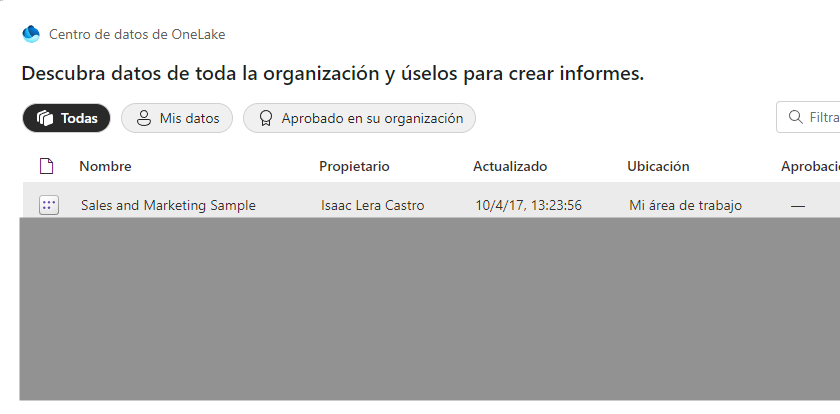 Centro de datos de OneLake
Descubra datos de toda la organización y úselos para crear informes.
Todas Mis datos Aprobado en su organización Filtra
Nombre Propietario Actualizado Ubicación Aprobació
Sales and Marketing Sample Isaac Lera Castro 10/4/17, 13:23:56 Mi área de trabajo —